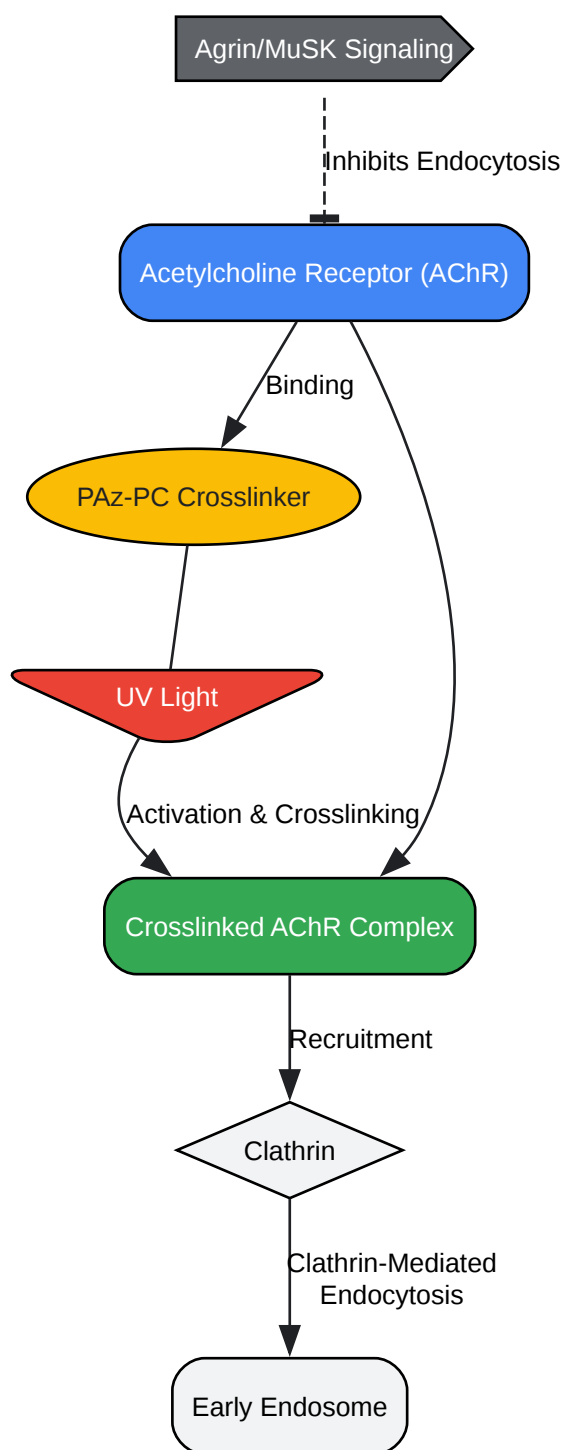 Agrin/MuSK Signaling
Inhibits Endocytosis
Acetylcholine Receptor (AChR)
Binding
PAz-PC Crosslinker
UV Light
Activation & Crosslinking
Crosslinked AChR Complex
Recruitment
Clathrin
Clathrin-Mediated
Endocytosis
Early Endosome